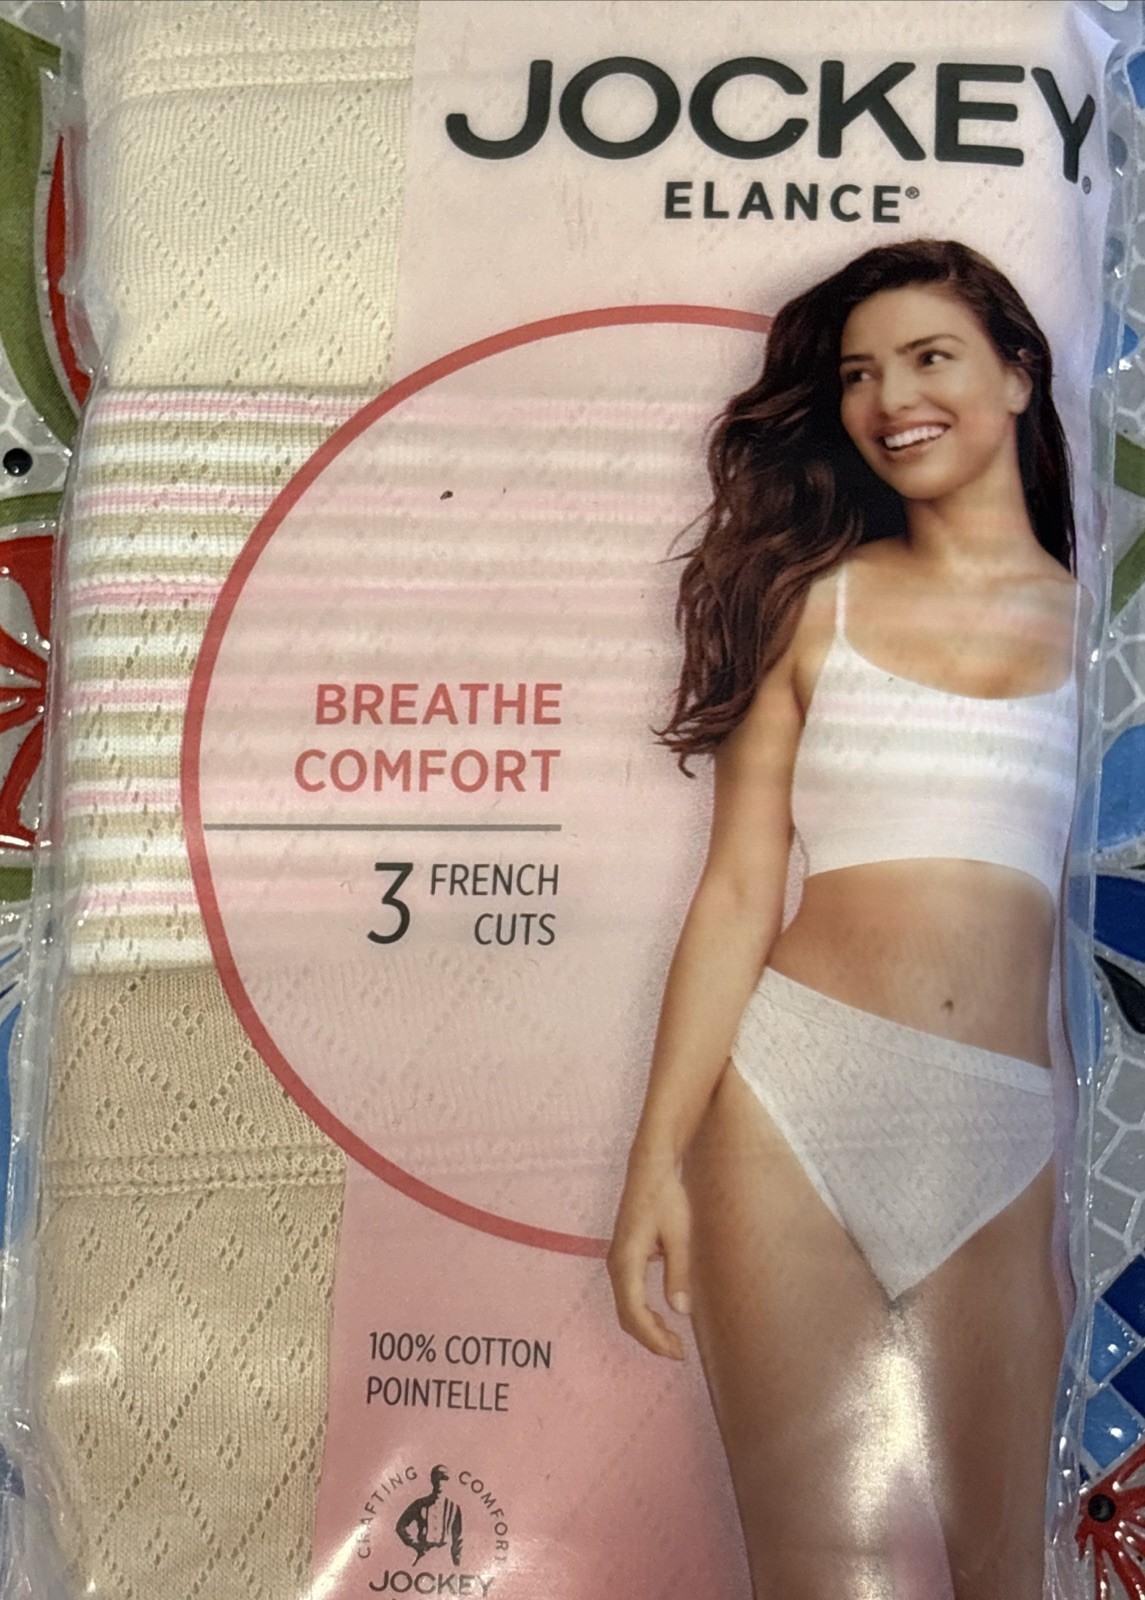 JOCKEY®
ELANCE®
BREATHE
COMFORT
3 FRENCH
CUTS
100% COTTON
POINTELLE
CRAFTING COMFORT
JOCKEY